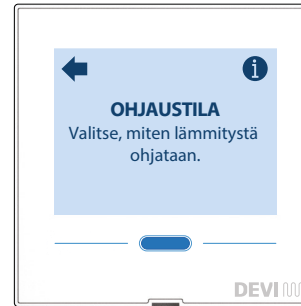 OHJAUSTILA
Valitse, miten lämmitystä
ohjataan.
DEVI